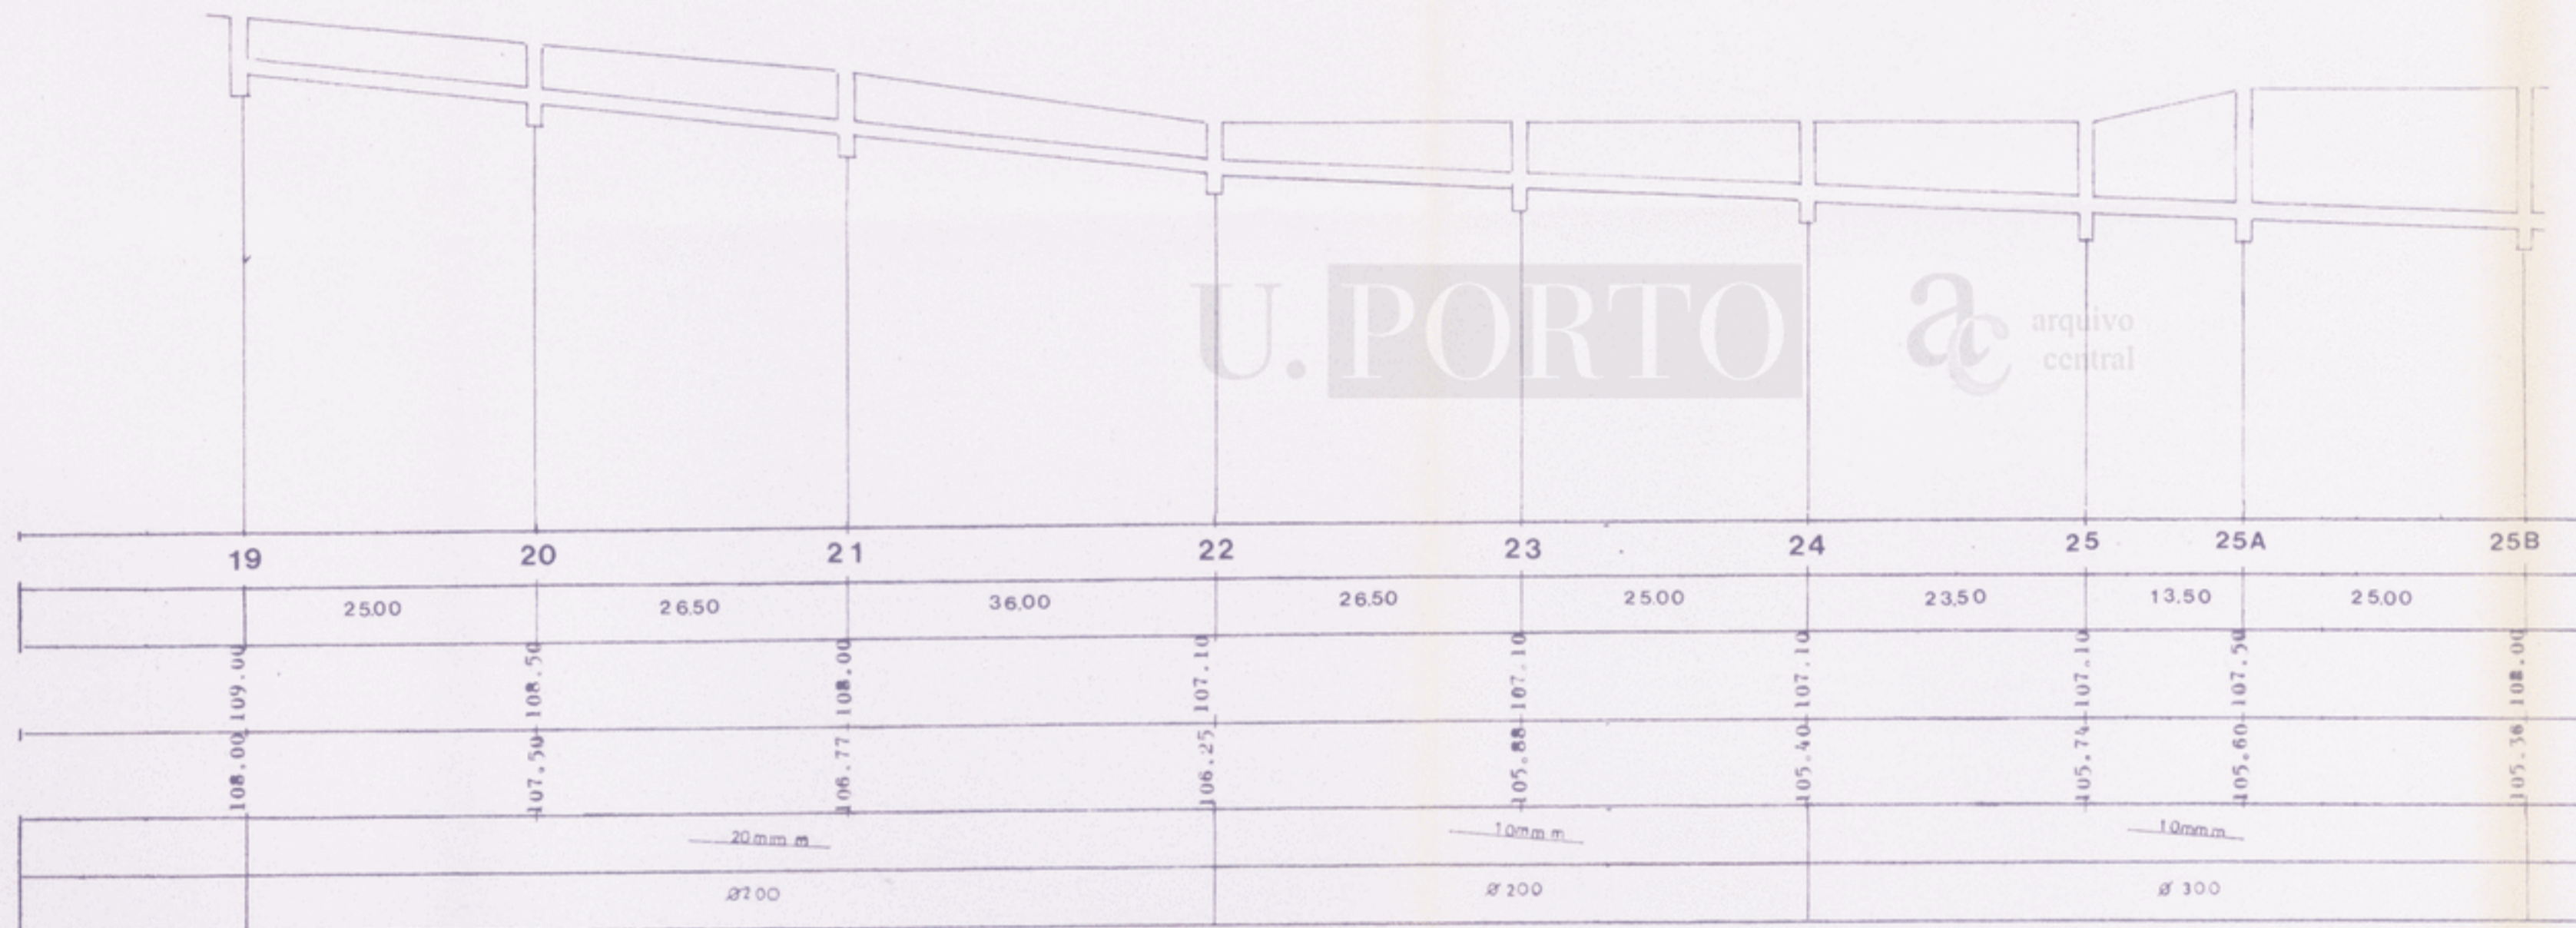 U. PORTO ac arquivo
central
19 20 21 22 23 24 25 25A 25B
25.00 26.50 36.00 26.50 25.00 23,50 13.50 25.00
109.00 108.50 108.00 107.10 107.10 107.10 107.10 107.50 108.00
108.00 107.50 106.77 106.25 105.88 105.40 105.74 105.60 105.36
20mm m 10mm m 10mm m
Ø200 Ø 200 Ø 300